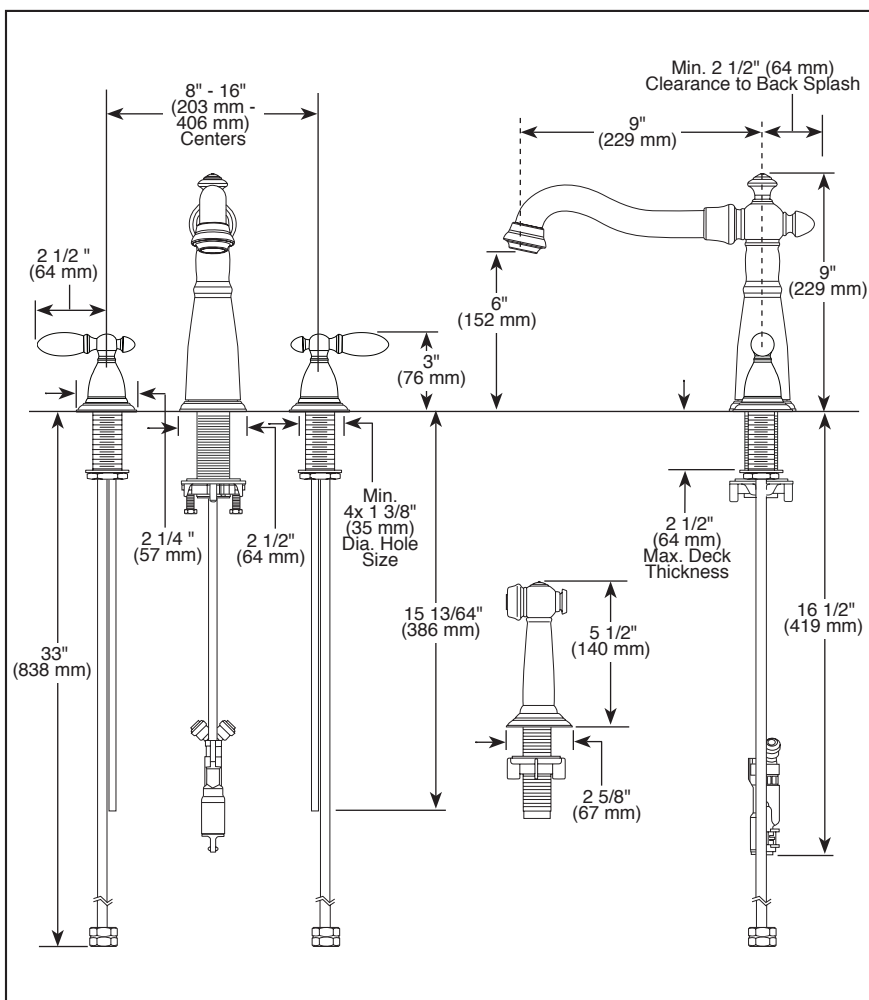 8" - 16"
(203 mm -
406 mm)
Centers
Min. 2 1/2" (64 mm)
Clearance to Back Splash
9"
(229 mm)
2 1/2 "
(64 mm)
9"
(229 mm)
6"
(152 mm)
3"
(76 mm)
2 1/4 "
(57 mm)
2 1/2"
(64 mm)
Min.
4x 1 3/8"
(35 mm)
Dia. Hole
Size
2 1/2"
(64 mm)
Max. Deck
Thickness
15 13/64"
(386 mm)
5 1/2"
(140 mm)
16 1/2"
(419 mm)
33"
(838 mm)
2 5/8"
(67 mm)